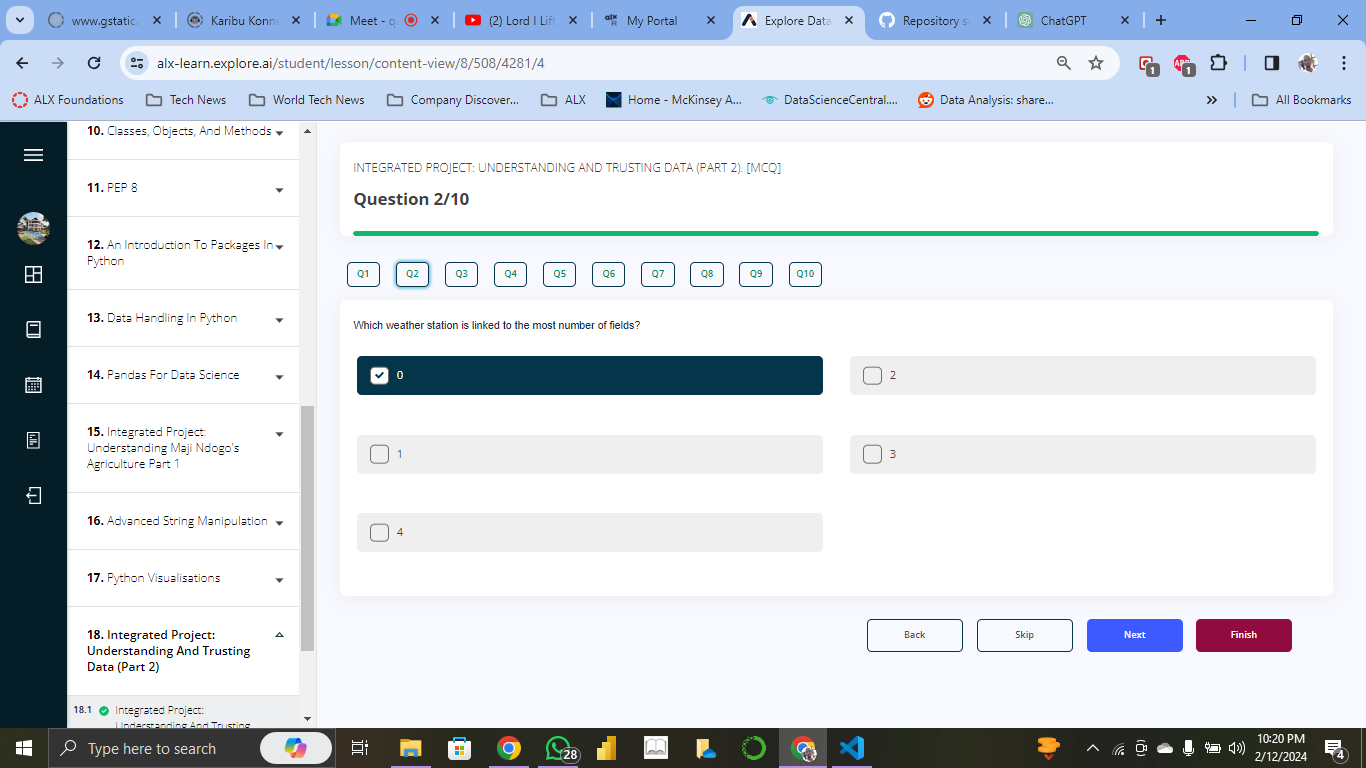 www.gstatic.
Karibu Konn
Meet - q
(2) Lord I Lift
My Portal
Explore Data
Repository s
ChatGPT
alx-learn.explore.ai/student/lesson/content-view/8/508/4281/4
1
1
ALX Foundations
Tech News
World Tech News
Company Discover...
ALX
Home - McKinsey A...
DataScienceCentral....
Data Analysis: share...
»
All Bookmarks
10. Classes, Objects, And Methods
11. PEP 8
12. An Introduction To Packages In
Python
13. Data Handling In Python
14. Pandas For Data Science
15. Integrated Project:
Understanding Maji Ndogo's
Agriculture Part 1
16. Advanced String Manipulation
17. Python Visualisations
18. Integrated Project:
Understanding And Trusting
Data (Part 2)
18.1 Integrated Project:
Understanding And Trusting
INTEGRATED PROJECT: UNDERSTANDING AND TRUSTING DATA (PART 2). [MCQ]
Question 2/10
Q1 Q2 Q3 Q4 Q5 Q6 Q7 Q8 Q9 Q10
Which weather station is linked to the most number of fields?
0
2
1
3
4
Back
Skip
Next
Finish
Type here to search
28
10:20 PM
2/12/2024
4